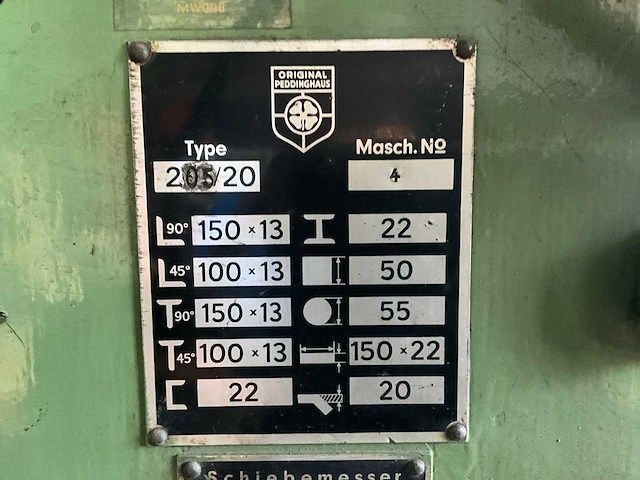 MW000
ORIGINAL
PEDDINGHAUS
Type Masch. No
205/20 4
90° 150 × 13 22
45° 100 × 13 50
90° 150 × 13 55
45° 100 × 13 150 × 22
22 20
Schiebemesser